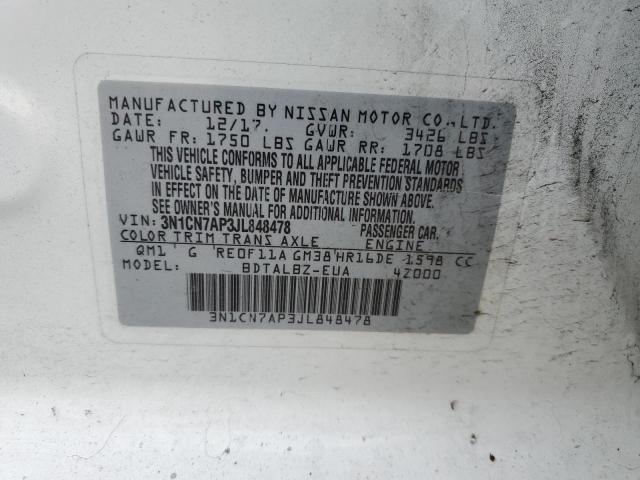 MANUFACTURED BY NISSAN MOTOR CO.,LTD.
DATE: 12/17. GVWR: 3426 LBS
GAWR FR: 1750 LBS GAWR RR: 1708 LBS
THIS VEHICLE CONFORMS TO ALL APPLICABLE FEDERAL MOTOR
VEHICLE SAFETY, BUMPER AND THEFT PREVENTION STANDARDS
IN EFFECT ON THE DATE OF MANUFACTURE SHOWN ABOVE.
SEE OWNER'S MANUAL FOR ADDITIONAL INFORMATION.
VIN: 3N1CN7AP3JL848478 PASSENGER CAR
COLOR TRIM TRANS AXLE ENGINE
QM1 G RE0F11A GM38 HR16DE 1598 CC
MODEL: BDTALBZ-EUA 42000
3N1CN7AP3JL848478